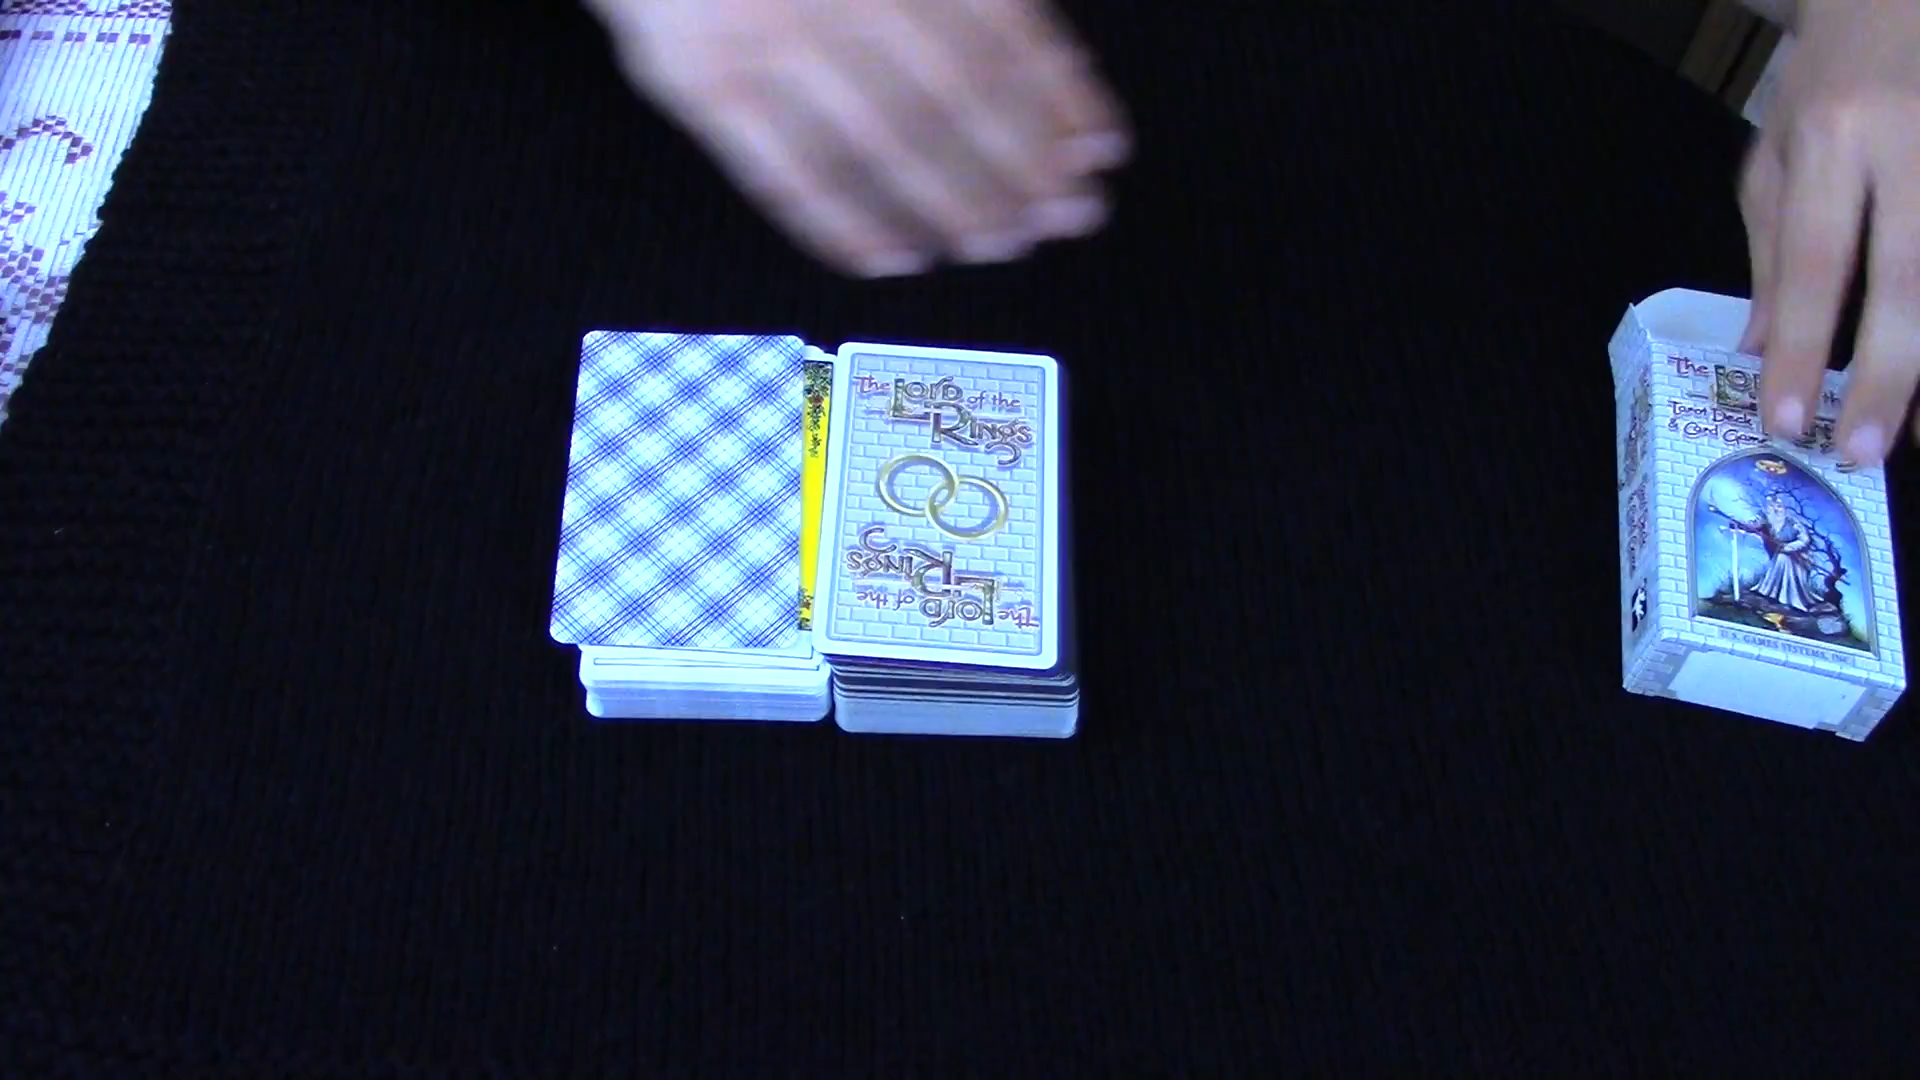 The Lord of the
Rings
The Lord of the
Rings
The
Tarot Deck
& Card Game
U.S. GAMES SYSTEMS, INC.